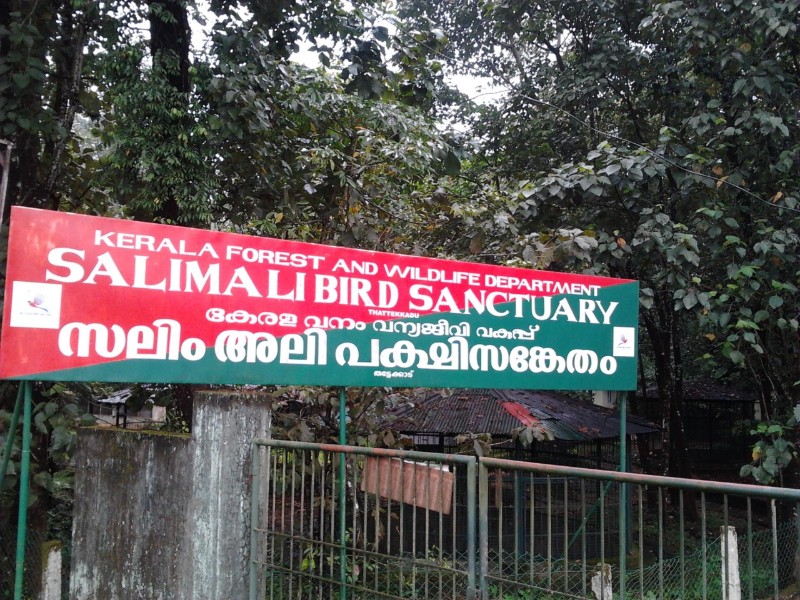 KERALA FOREST AND WILDLIFE DEPARTMENT
SALIMALI BIRD SANCTUARY
THATTEKKADU
കേരള വനം വന്യജീവി വകുപ്പ്
സലിം അലി പക്ഷിസങ്കേതം
തട്ടേക്കാട്